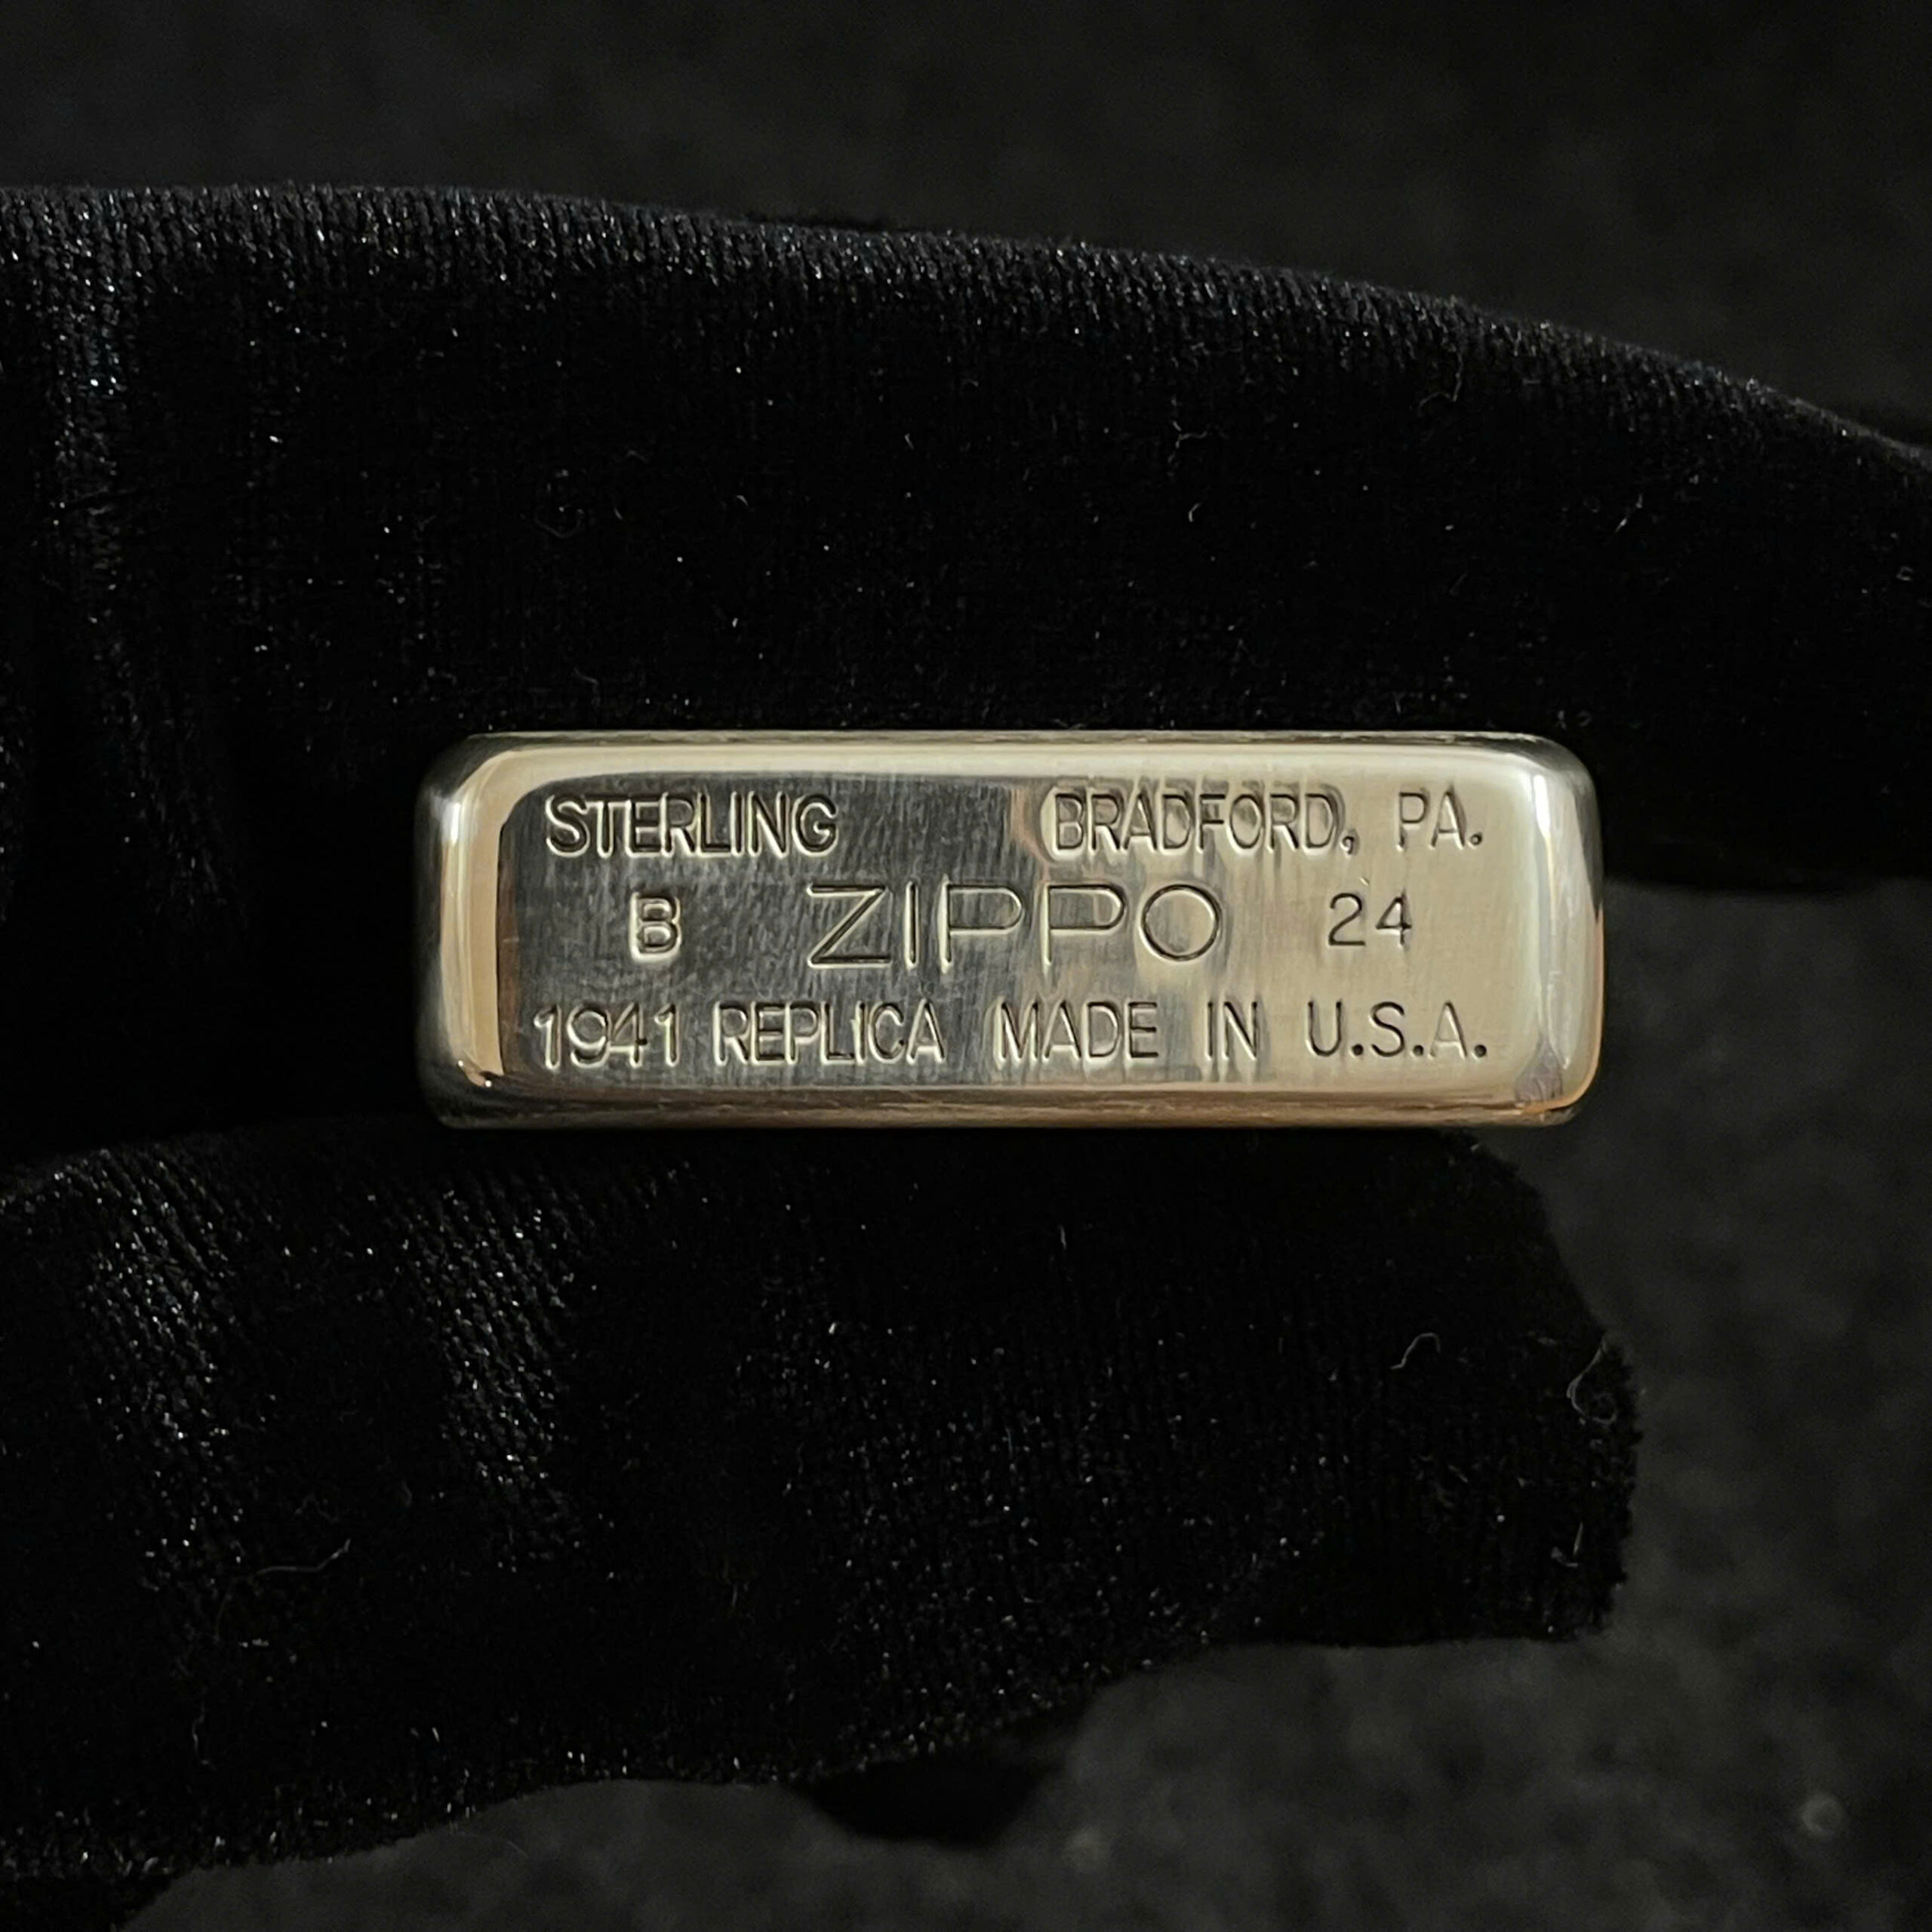 STERLING BRADFORD, PA.
B ZIPPO 24
1941 REPLICA MADE IN U.S.A.